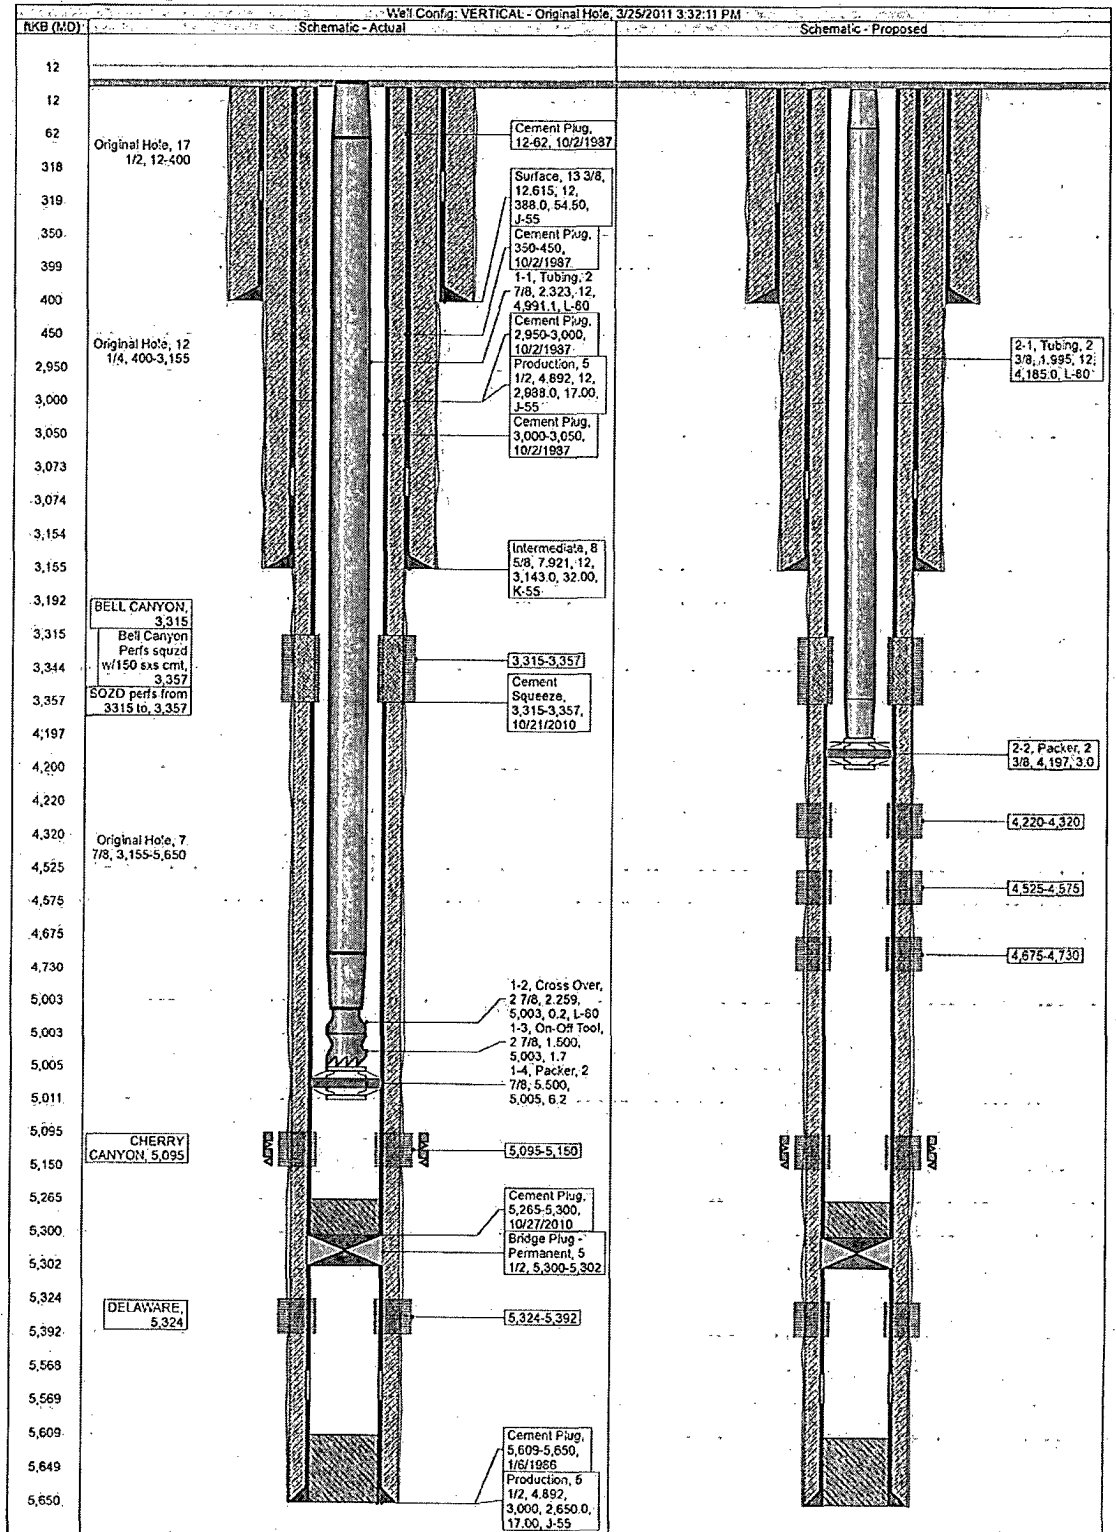 Well Config: VERTICAL - Original Hole, 3/25/2011 3:32:11 PM
ftKB (MD)
Schematic - Actual
Schematic - Proposed
12
12
62
318
319
350
399
400
450
2,950
3,000
3,050
3,073
3,074
3,154
3,155
3,192
3,315
3,344
3,357
4,197
4,200
4,220
4,320
4,525
4,575
4,675
4,730
5,003
5,003
5,005
5,011
5,095
5,150
5,265
5,300
5,302
5,324
5,392
5,568
5,569
5,609
5,649
5,650
Original Hole, 17
1/2, 12-400
Original Hole, 12
1/4, 400-3,155
BELL CANYON,
3,315
Bell Canyon
Perfs squzd
w/150 sxs cmt,
3,357
SQZD perfs from
3315 to, 3,357
Original Hole, 7
7/8, 3,155-5,650
CHERRY
CANYON, 5,095
DELAWARE,
5,324
Cement Plug,
12-62, 10/2/1987
Surface, 13 3/8,
12.615, 12,
388.0, 54.50,
J-55
Cement Plug,
350-450,
10/2/1987
1-1, Tubing, 2
7/8, 2.323, 12,
4,991.1, L-80
Cement Plug,
2,950-3,000,
10/2/1987
Production, 5
1/2, 4.892, 12,
2,988.0, 17.00,
J-55
Cement Plug,
3,000-3,050,
10/2/1987
Intermediate, 8
5/8, 7.921, 12,
3,143.0, 32.00,
K-55
3,315-3,357
Cement
Squeeze,
3,315-3,357,
10/21/2010
1-2, Cross Over,
2 7/8, 2.259,
5,003, 0.2, L-80
1-3, On-Off Tool,
2 7/8, 1.500,
5,003, 1.7
1-4, Packer, 2
7/8, 5.500,
5,005, 6.2
5,095-5,150
Cement Plug,
5,265-5,300,
10/27/2010
Bridge Plug -
Permanent, 5
1/2, 5,300-5,302
5,324-5,392
Cement Plug,
5,609-5,650,
1/6/1986
Production, 5
1/2, 4.892,
3,000, 2,650.0,
17.00, J-55
2-1, Tubing, 2
3/8, 1.995, 12,
4,185.0, L-80
2-2, Packer, 2
3/8, 4,197, 3.0
4,220-4,320
4,525-4,575
4,675-4,730